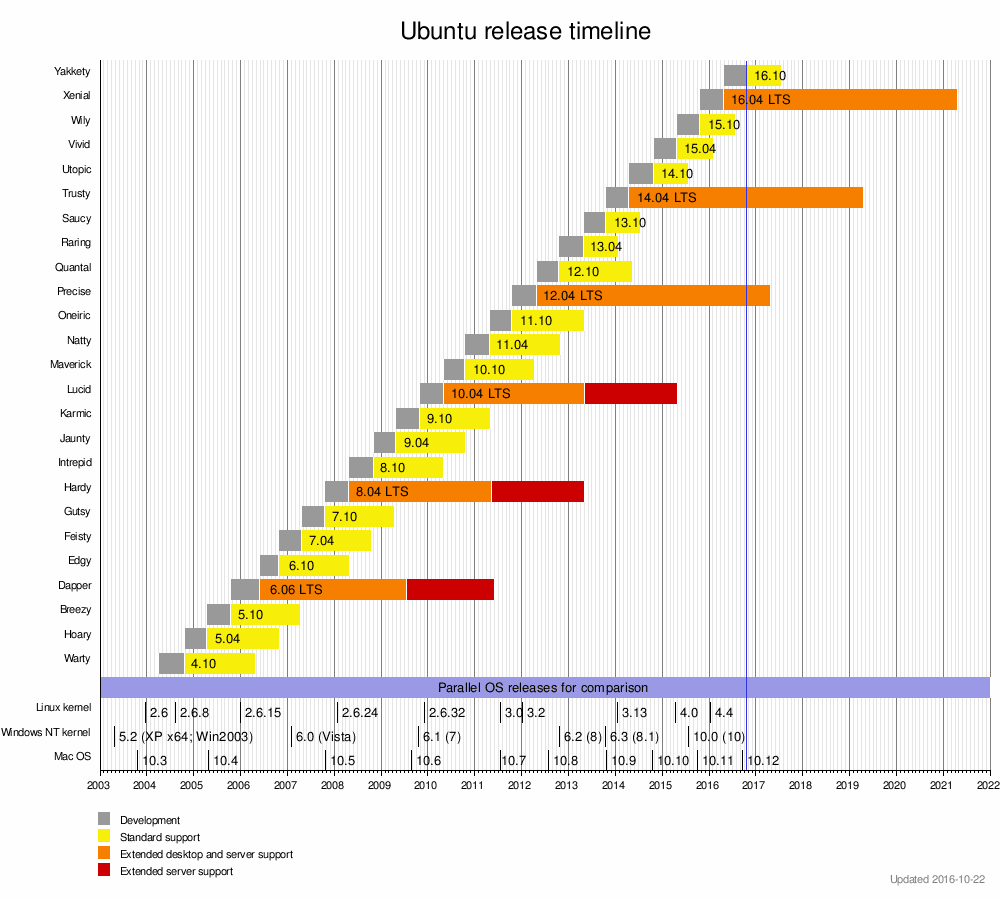 Ubuntu release timeline
Yakkety 16.10
Xenial 16.04 LTS
Wily 15.10
Vivid 15.04
Utopic 14.10
Trusty 14.04 LTS
Saucy 13.10
Raring 13.04
Quantal 12.10
Precise 12.04 LTS
Oneiric 11.10
Natty 11.04
Maverick 10.10
Lucid 10.04 LTS
Karmic 9.10
Jaunty 9.04
Intrepid 8.10
Hardy 8.04 LTS
Gutsy 7.10
Feisty 7.04
Edgy 6.10
Dapper 6.06 LTS
Breezy 5.10
Hoary 5.04
Warty 4.10
Parallel OS releases for comparison
Linux kernel 2.6 2.6.8 2.6.15 2.6.24 2.6.32 3.0 3.2 3.13 4.0 4.4
Windows NT kernel 5.2 (XP x64; Win2003) 6.0 (Vista) 6.1 (7) 6.2 (8) 6.3 (8.1) 10.0 (10)
Mac OS 10.3 10.4 10.5 10.6 10.7 10.8 10.9 10.10 10.11 10.12
2003 2004 2005 2006 2007 2008 2009 2010 2011 2012 2013 2014 2015 2016 2017 2018 2019 2020 2021 2022
Development
Standard support
Extended desktop and server support
Extended server support
Updated 2016-10-22